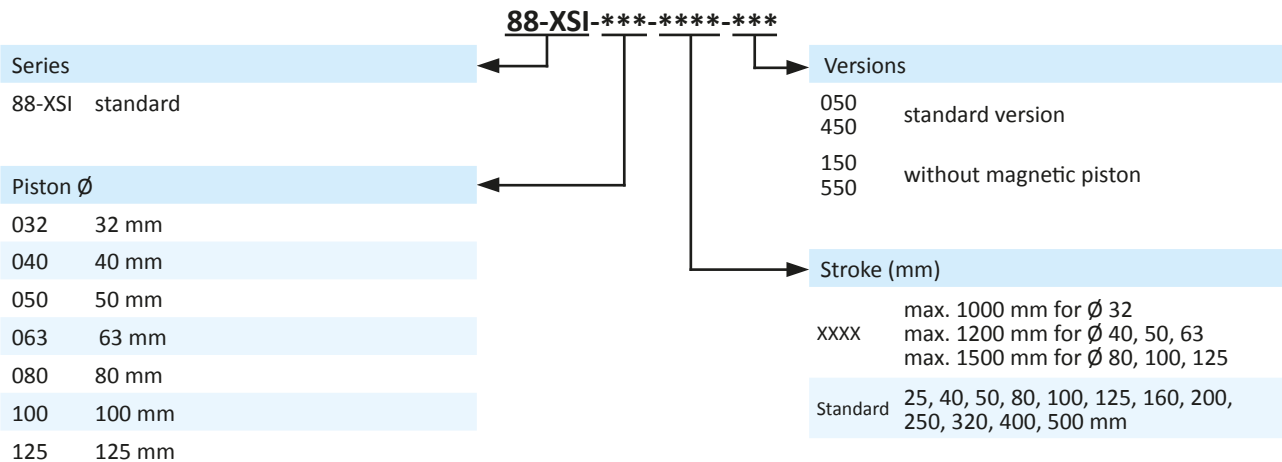 88-XSI-***-****-***
Series
88-XSI standard
Piston Ø
032 32 mm
040 40 mm
050 50 mm
063 63 mm
080 80 mm
100 100 mm
125 125 mm
Versions
050
450
standard version
150
550
without magnetic piston
Stroke (mm)
XXXX
max. 1000 mm for Ø 32
max. 1200 mm for Ø 40, 50, 63
max. 1500 mm for Ø 80, 100, 125
Standard
25, 40, 50, 80, 100, 125, 160, 200,
250, 320, 400, 500 mm